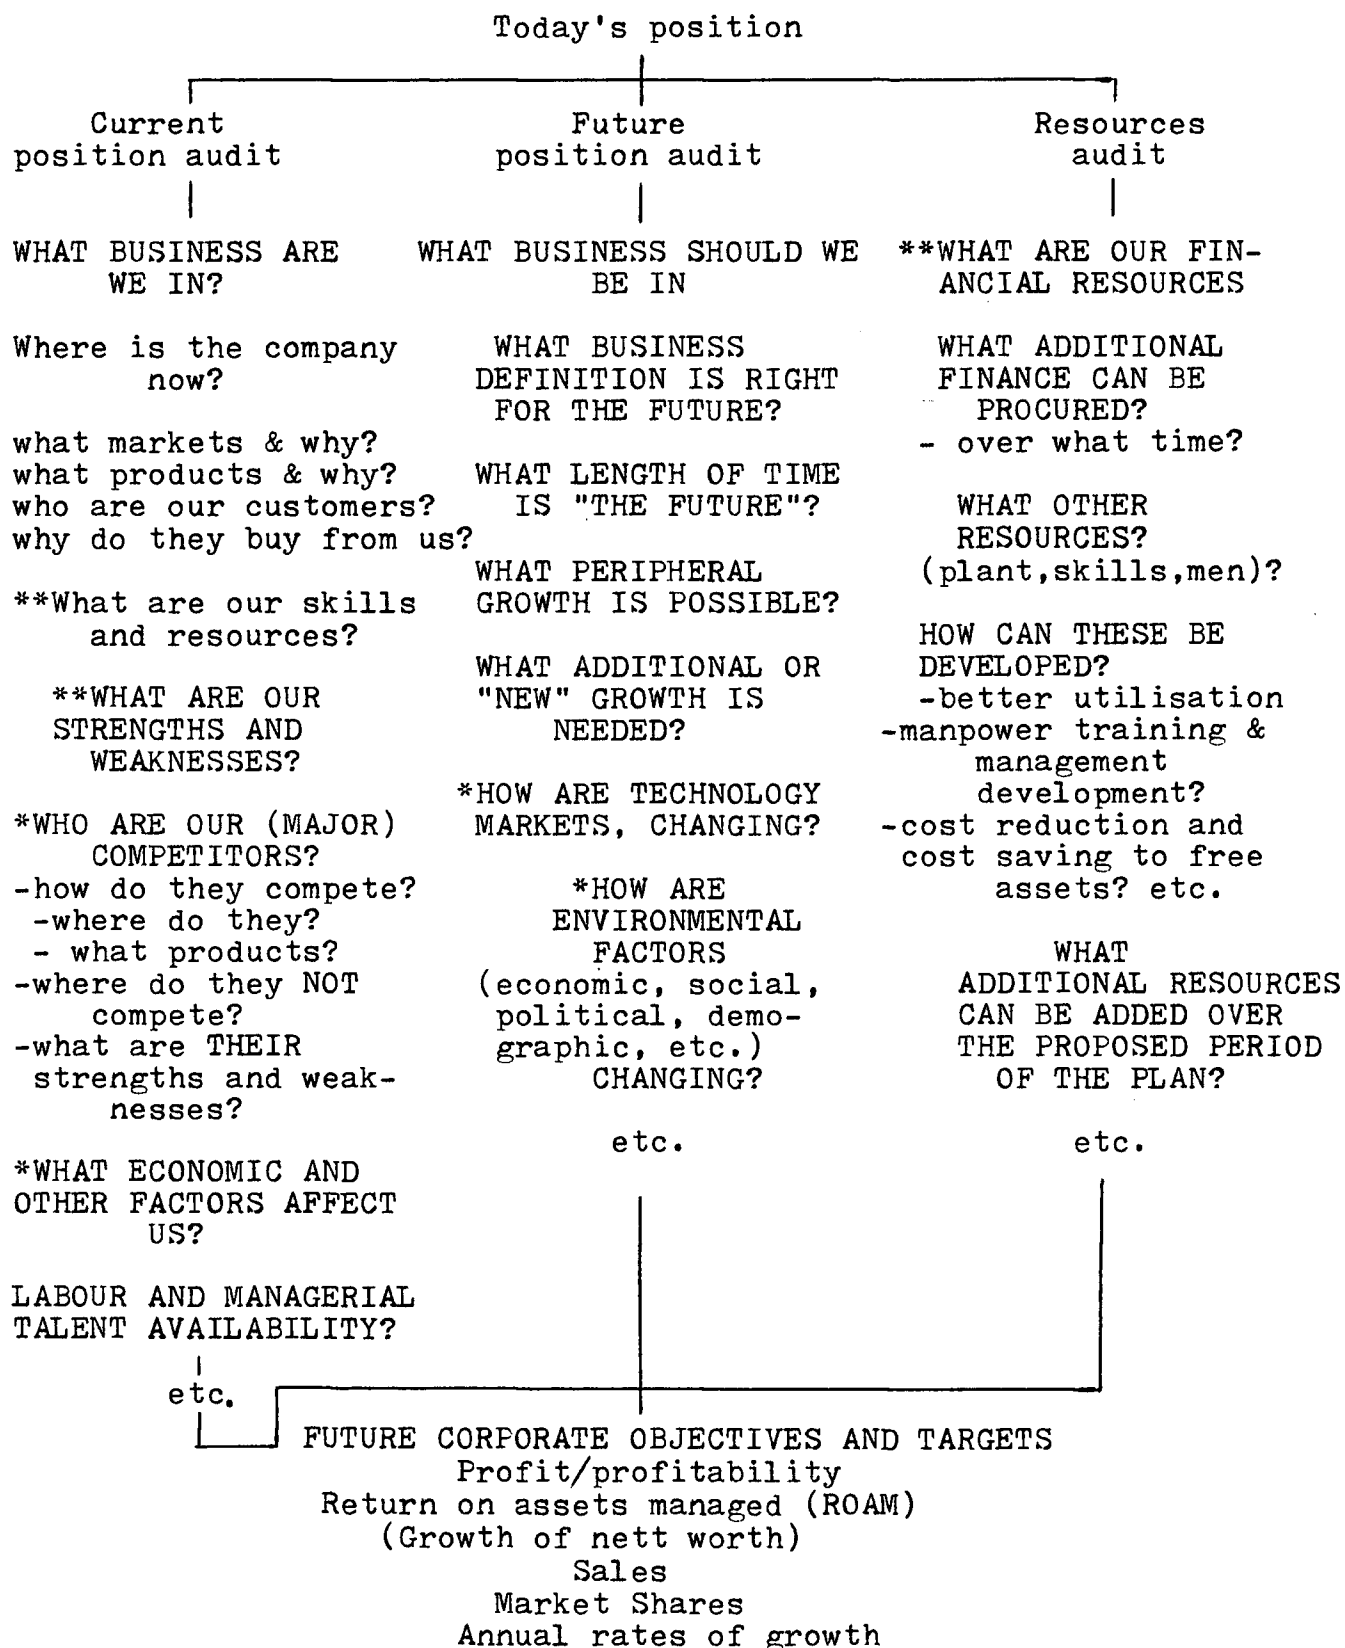 Today's position
Current
position audit
WHAT BUSINESS ARE
WE IN?
Where is the company
now?
what markets & why?
what products & why?
who are our customers?
why do they buy from us?
**What are our skills
and resources?
**WHAT ARE OUR
STRENGTHS AND
WEAKNESSES?
*WHO ARE OUR (MAJOR)
COMPETITORS?
-how do they compete?
-where do they?
- what products?
-where do they NOT
compete?
-what are THEIR
strengths and weak-
nesses?
*WHAT ECONOMIC AND
OTHER FACTORS AFFECT
US?
LABOUR AND MANAGERIAL
TALENT AVAILABILITY?
etc.
Future
position audit
WHAT BUSINESS SHOULD WE
BE IN
WHAT BUSINESS
DEFINITION IS RIGHT
FOR THE FUTURE?
WHAT LENGTH OF TIME
IS "THE FUTURE"?
WHAT PERIPHERAL
GROWTH IS POSSIBLE?
WHAT ADDITIONAL OR
"NEW" GROWTH IS
NEEDED?
*HOW ARE TECHNOLOGY
MARKETS, CHANGING?
*HOW ARE
ENVIRONMENTAL
FACTORS
(economic, social,
political, demo-
graphic, etc.)
CHANGING?
etc.
Resources
audit
**WHAT ARE OUR FIN-
ANCIAL RESOURCES
WHAT ADDITIONAL
FINANCE CAN BE
PROCURED?
- over what time?
WHAT OTHER
RESOURCES?
(plant,skills,men)?
HOW CAN THESE BE
DEVELOPED?
-better utilisation
-manpower training &
management
development?
-cost reduction and
cost saving to free
assets? etc.
WHAT
ADDITIONAL RESOURCES
CAN BE ADDED OVER
THE PROPOSED PERIOD
OF THE PLAN?
etc.
FUTURE CORPORATE OBJECTIVES AND TARGETS
Profit/profitability
Return on assets managed (ROAM)
(Growth of nett worth)
Sales
Market Shares
Annual rates of growth